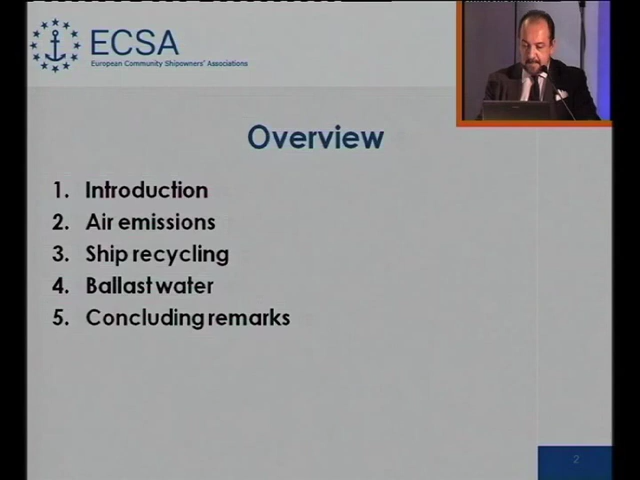 ECSA
European Community Shipowners' Associations
Overview
1. Introduction
2. Air emissions
3. Ship recycling
4. Ballast water
5. Concluding remarks
2